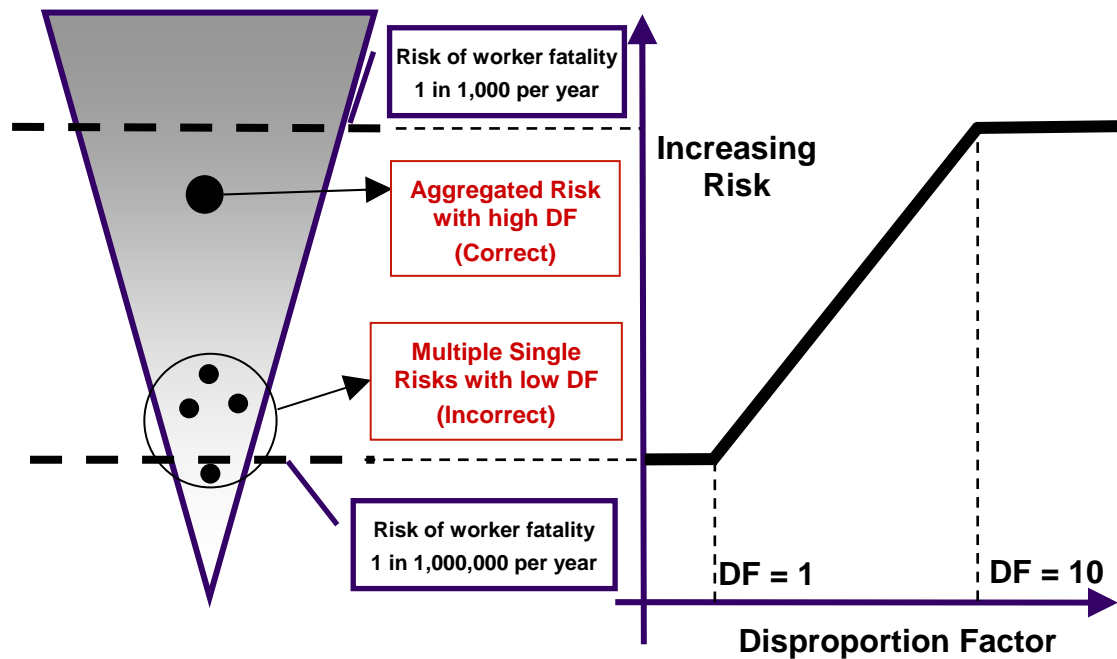 Risk of worker fatality
1 in 1,000 per year
Increasing
Risk
Aggregated Risk
with high DF
(Correct)
Multiple Single
Risks with low DF
(Incorrect)
Risk of worker fatality
1 in 1,000,000 per year
DF = 1
DF = 10
Disproportion Factor